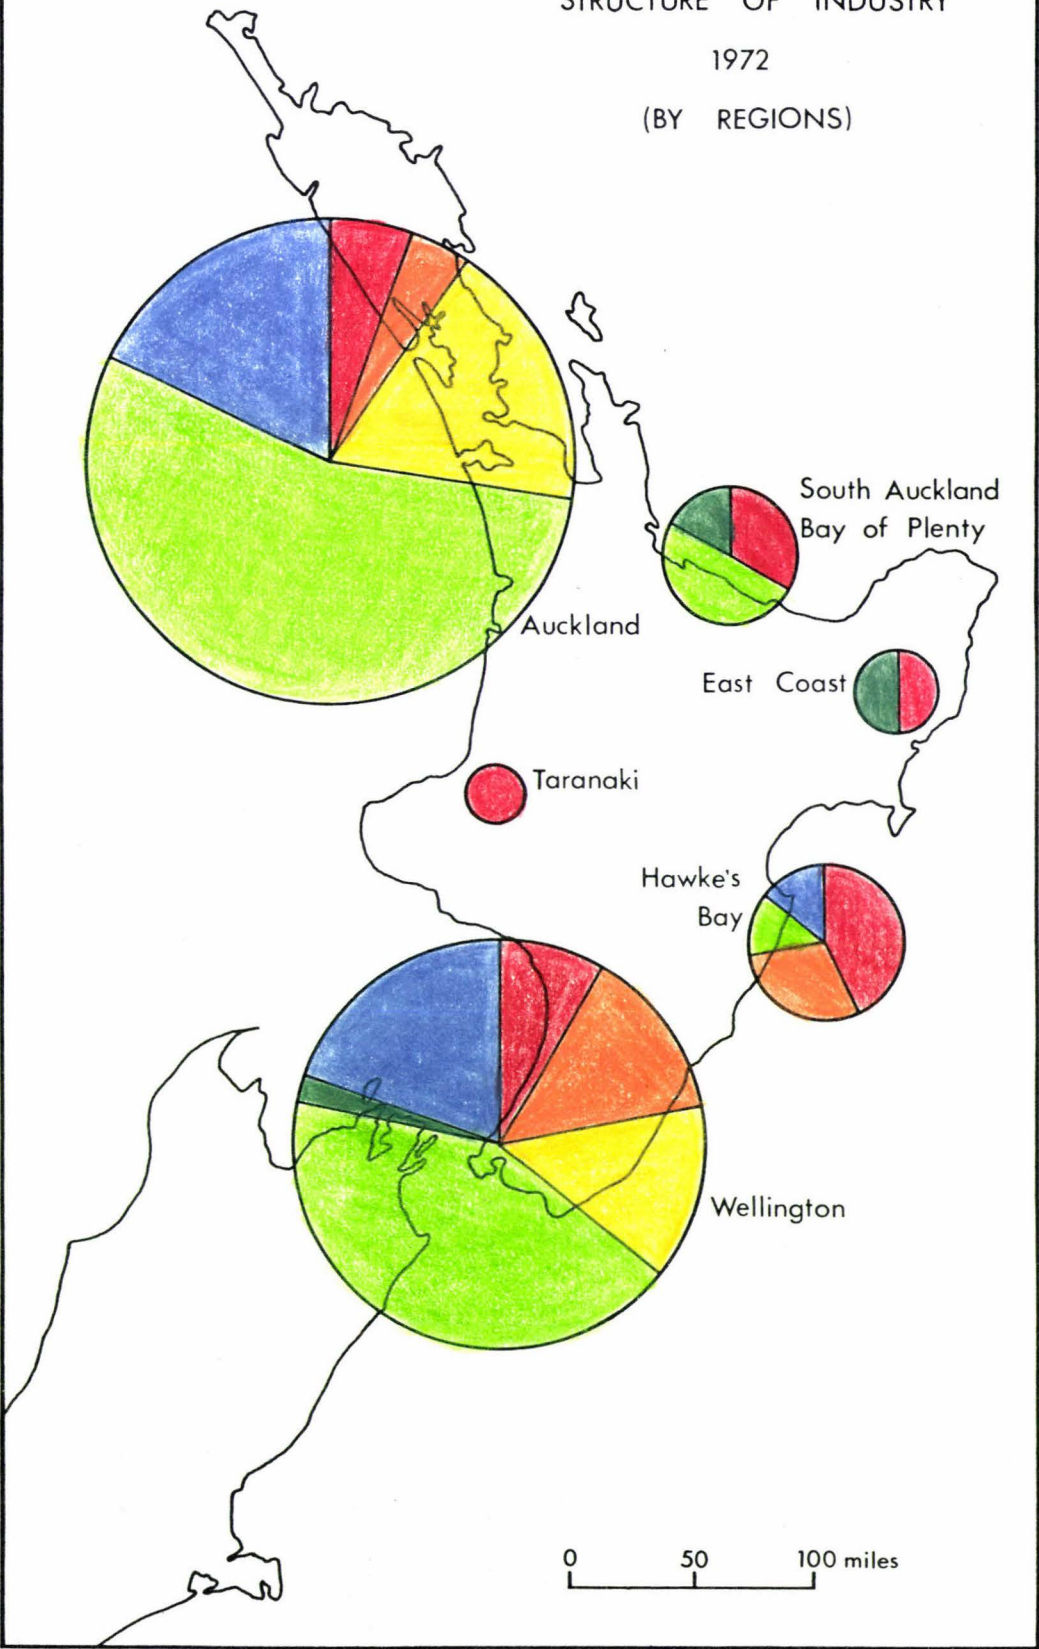 STRUCTURE OF INDUSTRY
1972
(BY REGIONS)
South Auckland
Bay of Plenty
Auckland
East Coast
Taranaki
Hawke's
Bay
Wellington
0 50 100 miles